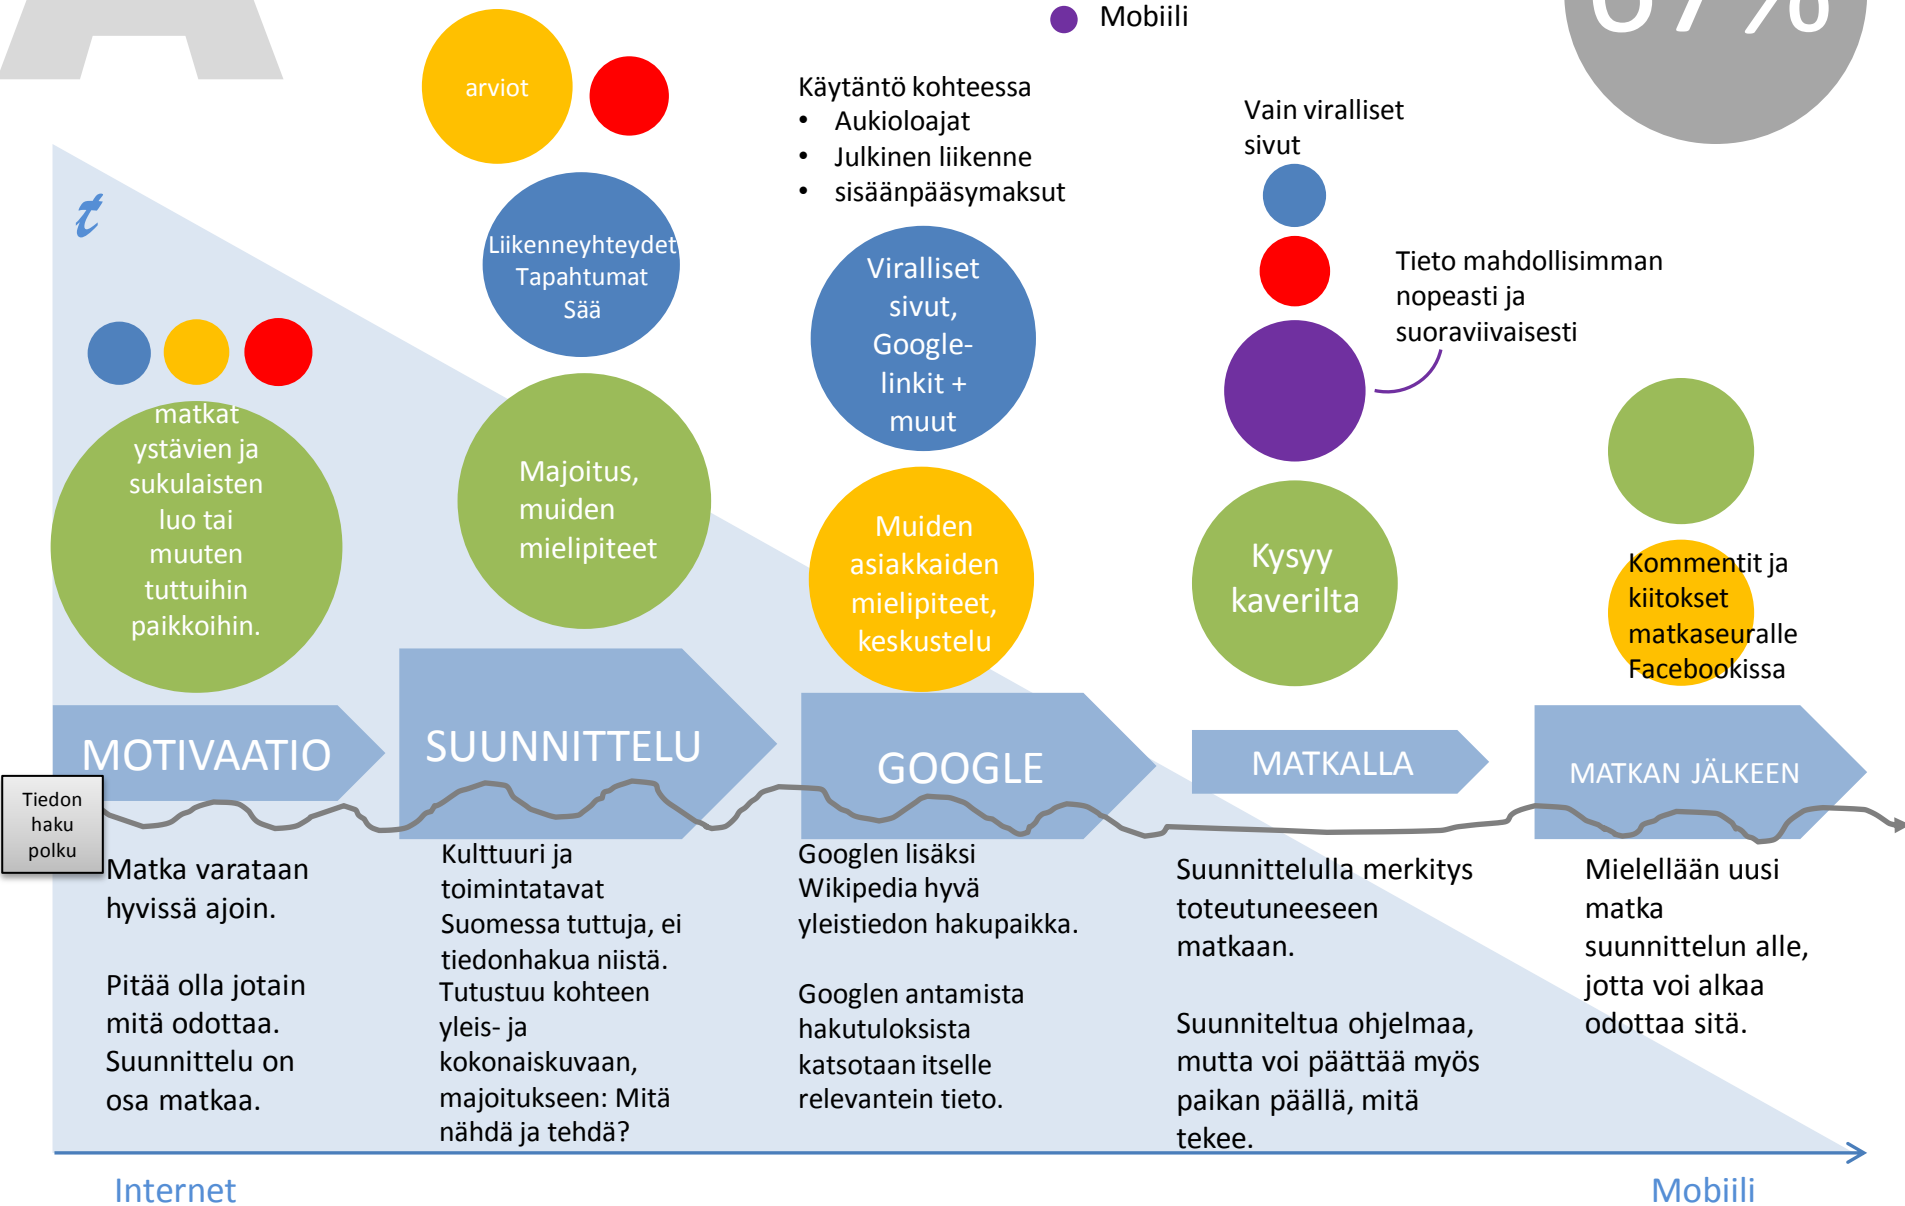 Mobiili
67%
arviot
Liikenneyhteydet
Tapahtumat
Sää
Käytäntö kohteessa
• Aukioloajat
• Julkinen liikenne
• sisäänpääsymaksut
Vain viralliset
sivut
t
Viralliset
sivut,
Google-
linkit +
muut
Tieto mahdollisimman
nopeasti ja
suoraviivaisesti
matkat
ystävien ja
sukulaisten
luo tai
muuten
tuttuihin
paikkoihin.
Majoitus,
muiden
mielipiteet
Muiden
asiakkaiden
mielipiteet,
keskustelu
Kysyy
kaverilta
Kommentit ja
kiitokset
matkaseuralle
Facebookissa
MOTIVAATIO
SUUNNITTELU
GOOGLE
MATKALLA
MATKAN JÄLKEEN
Tiedon
haku
polku
Matka varataan
hyvissä ajoin.
Pitää olla jotain
mitä odottaa.
Suunnittelu on
osa matkaa.
Kulttuuri ja
toimintatavat
Suomessa tuttuja, ei
tiedonhakua niistä.
Tutustuu kohteen
yleis- ja
kokonaiskuvaan,
majoitukseen: Mitä
nähdä ja tehdä?
Googlen lisäksi
Wikipedia hyvä
yleistiedon hakupaikka.
Googlen antamista
hakutuloksista
katsotaan itselle
relevantein tieto.
Suunnittelulla merkitys
toteutuneeseen
matkaan.
Suunniteltua ohjelmaa,
mutta voi päättää myös
paikan päällä, mitä
tekee.
Mielellään uusi
matka
suunnittelun alle,
jotta voi alkaa
odottaa sitä.
Internet
Mobiili